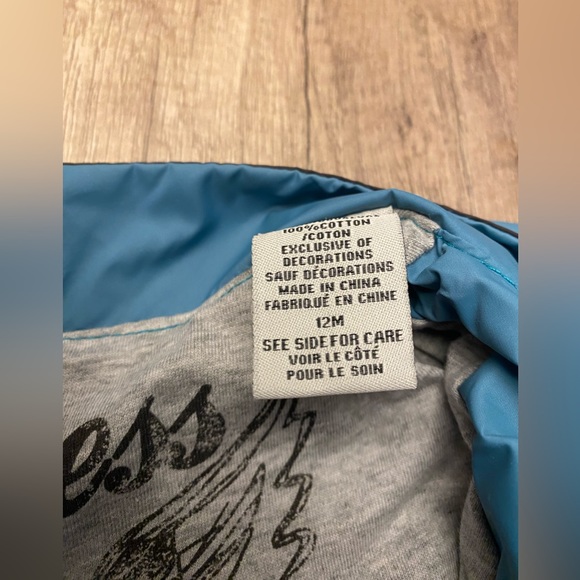 100%COTTON
/COTON
EXCLUSIVE OF
DECORATIONS
SAUF DÉCORATIONS
MADE IN CHINA
FABRIQUÉ EN CHINE
12M
SEE SIDE FOR CARE
VOIR LE CÔTÉ
POUR LE SOIN
ess